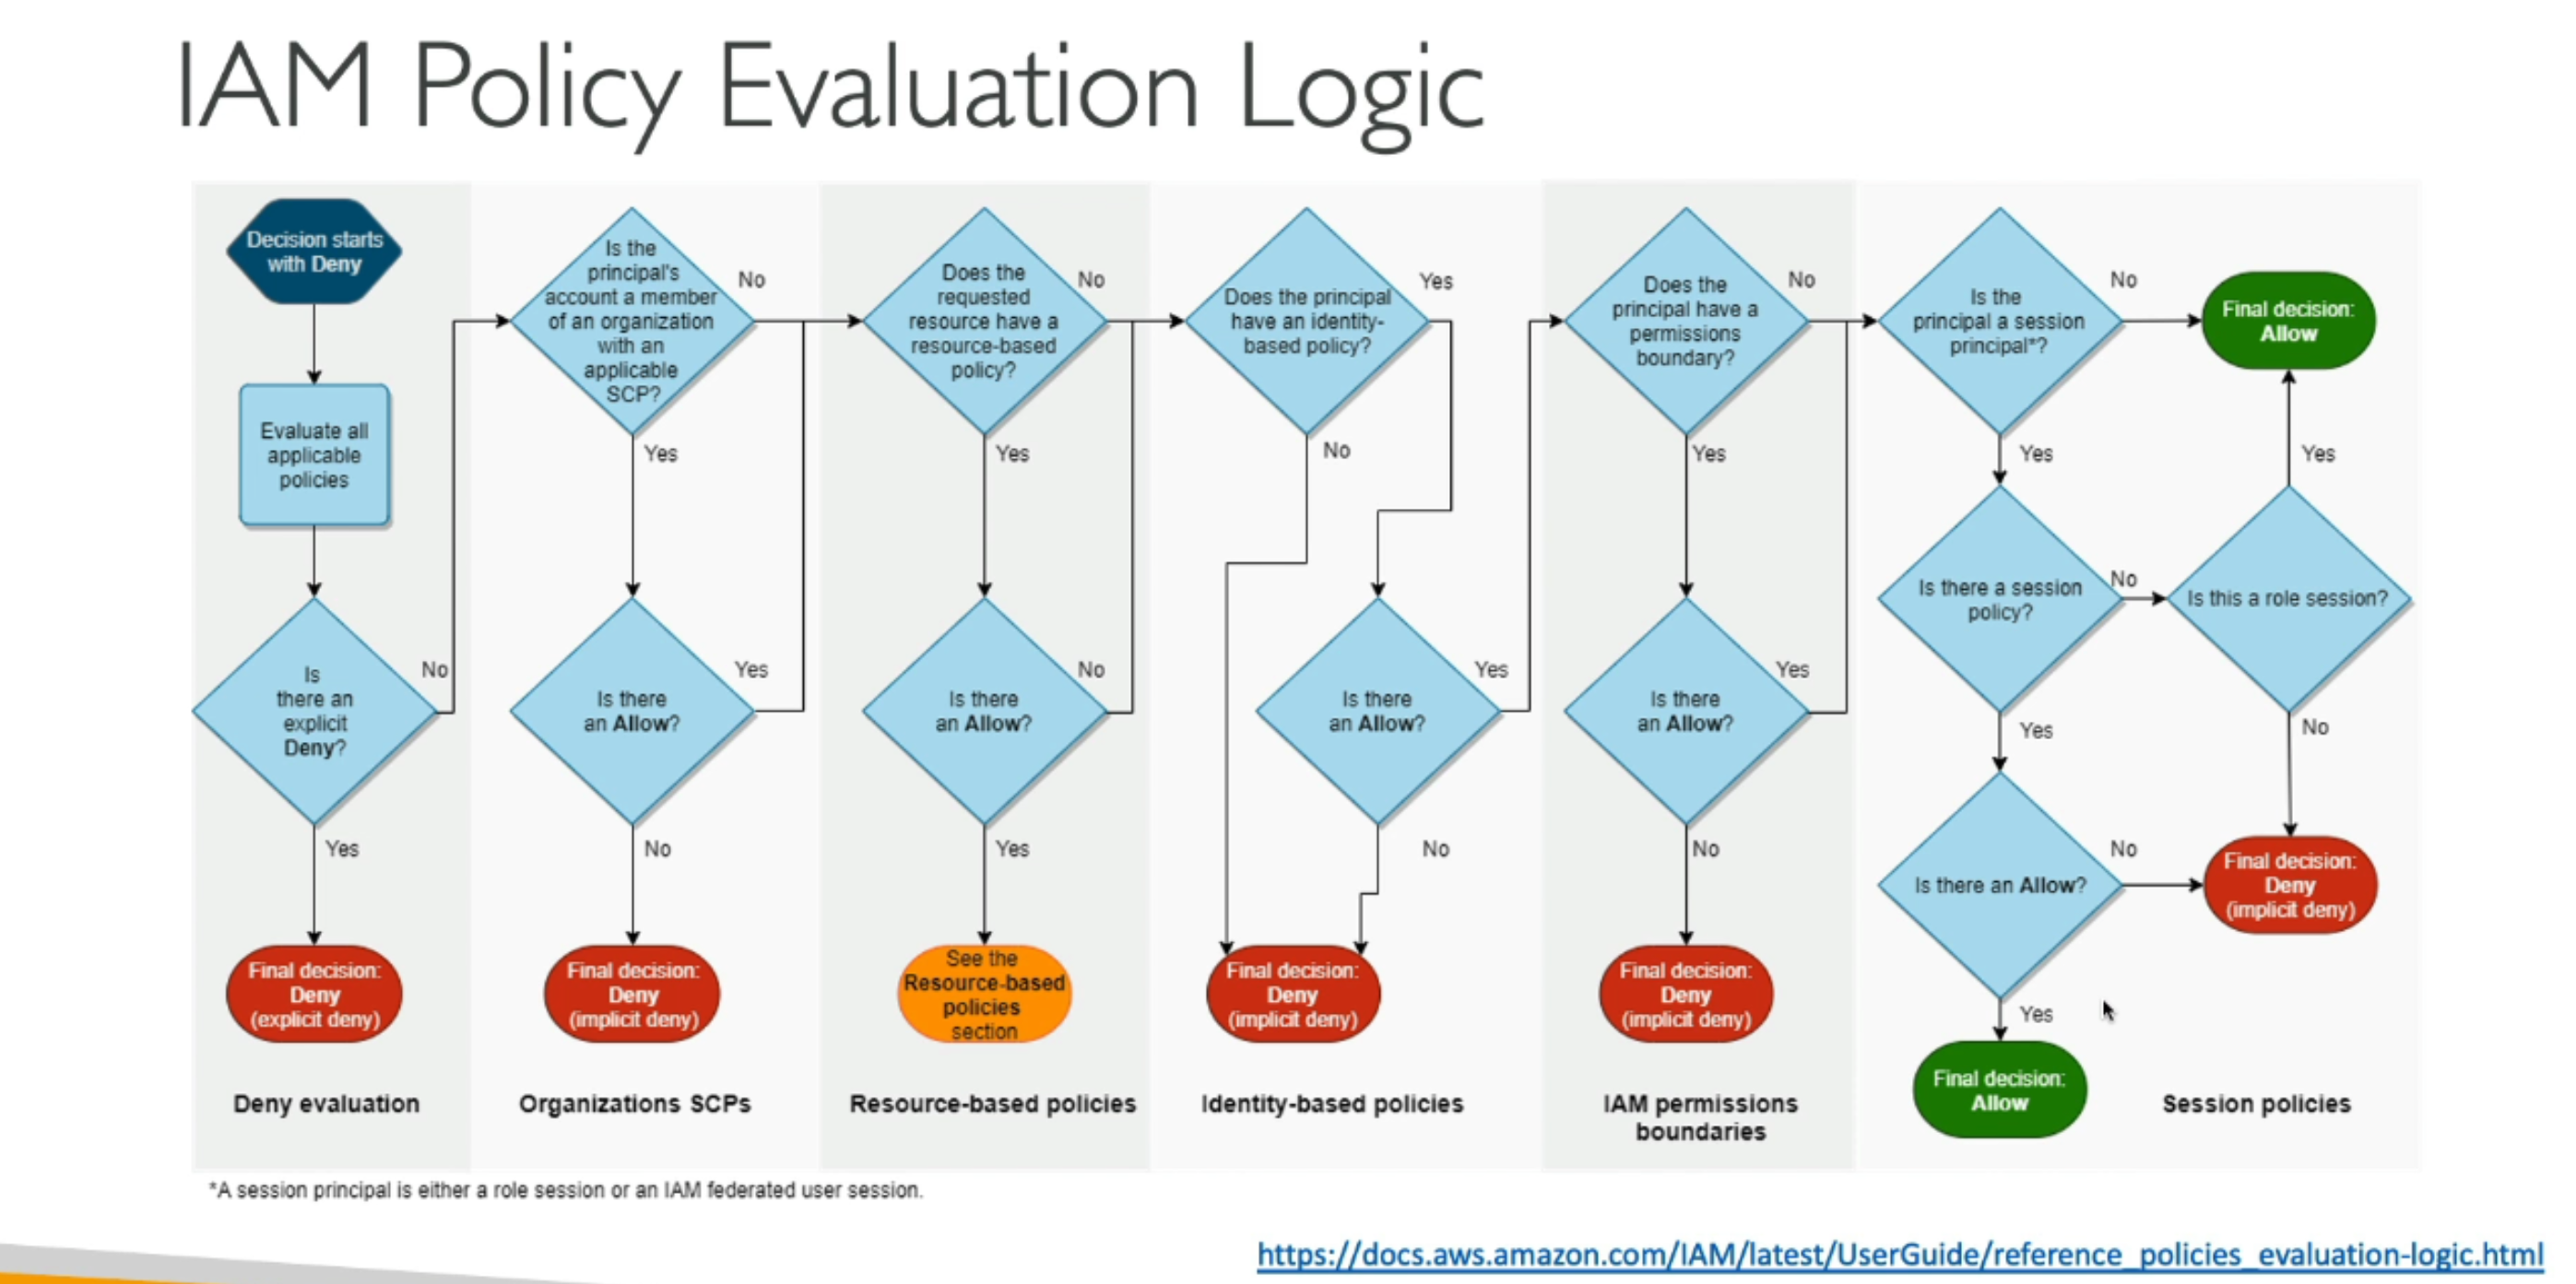 IAM Policy Evaluation Logic
Decision starts
with Deny
Evaluate all
applicable
policies
Is
there an
explicit
Deny?
No
Yes
Final decision:
Deny
(explicit deny)
Deny evaluation
Is the
principal's
account a member
of an organization
with an
applicable
SCP?
No
Yes
Is there
an Allow?
Yes
No
Final decision:
Deny
(implicit deny)
Organizations SCPs
Does the
requested
resource have a
resource-based
policy?
No
Yes
Is there
an Allow?
No
Yes
See the
Resource-based
policies
section
Resource-based policies
Does the principal
have an identity-
based policy?
Yes
No
Is there
an Allow?
Yes
No
Final decision:
Deny
(implicit deny)
Identity-based policies
Does the
principal have a
permissions
boundary?
No
Yes
Is there
an Allow?
Yes
No
Final decision:
Deny
(implicit deny)
IAM permissions
boundaries
Is the
principal a session
principal*?
No
Final decision:
Allow
Yes
Yes
Is there a session
policy?
No
Is this a role session?
Yes
No
Is there an Allow?
No
Final decision:
Deny
(implicit deny)
Yes
Final decision:
Allow
Session policies
*A session principal is either a role session or an IAM federated user session.
https://docs.aws.amazon.com/IAM/latest/UserGuide/reference_policies_evaluation-logic.html